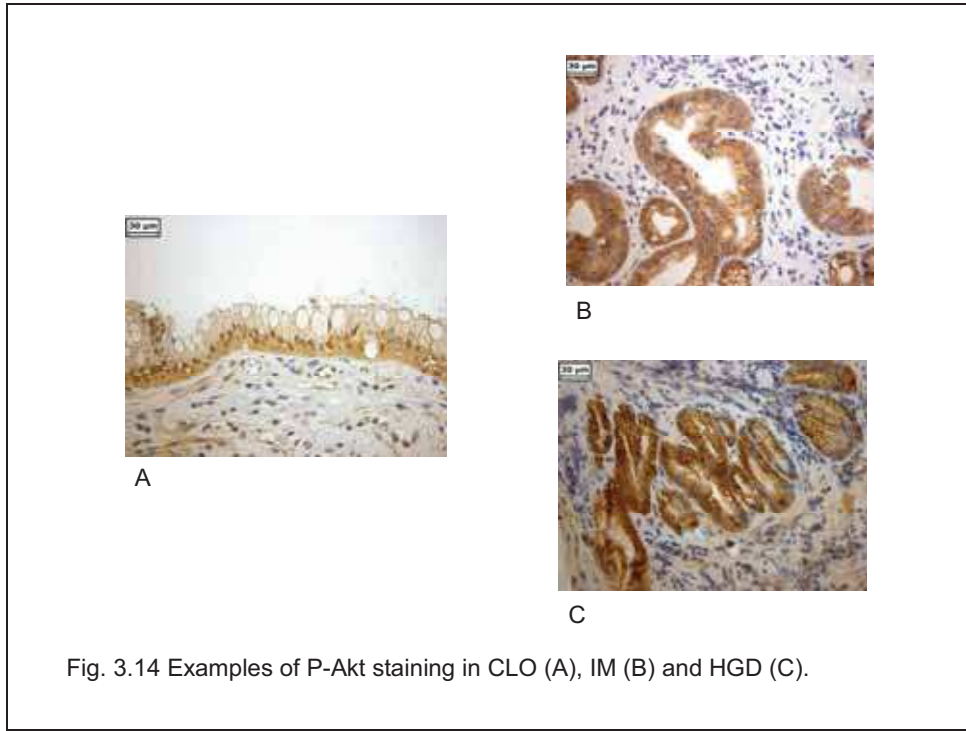 30 µm
30 µm
A
B
30 µm
C
Fig. 3.14 Examples of P-Akt staining in CLO (A), IM (B) and HGD (C).